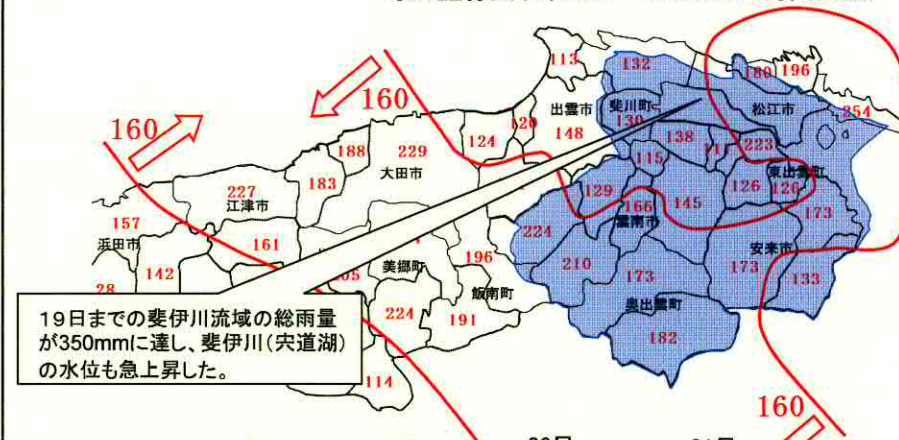 113
132
180
196
160
出雲市
斐川町
松江市
254
120
130
160
124
148
138
223
188
229
115
東出雲町
183
大田市
129
126
126
227
166
145
173
江津市
224
雲南市
157
161
196
安来市
浜田市
142
美郷町
210
173
173
133
飯南町
奥出雲町
224
191
182
19日までの斐伊川流域の総雨量
が350mmに達し、斐伊川(宍道湖)
の水位も急上昇した。
114
160